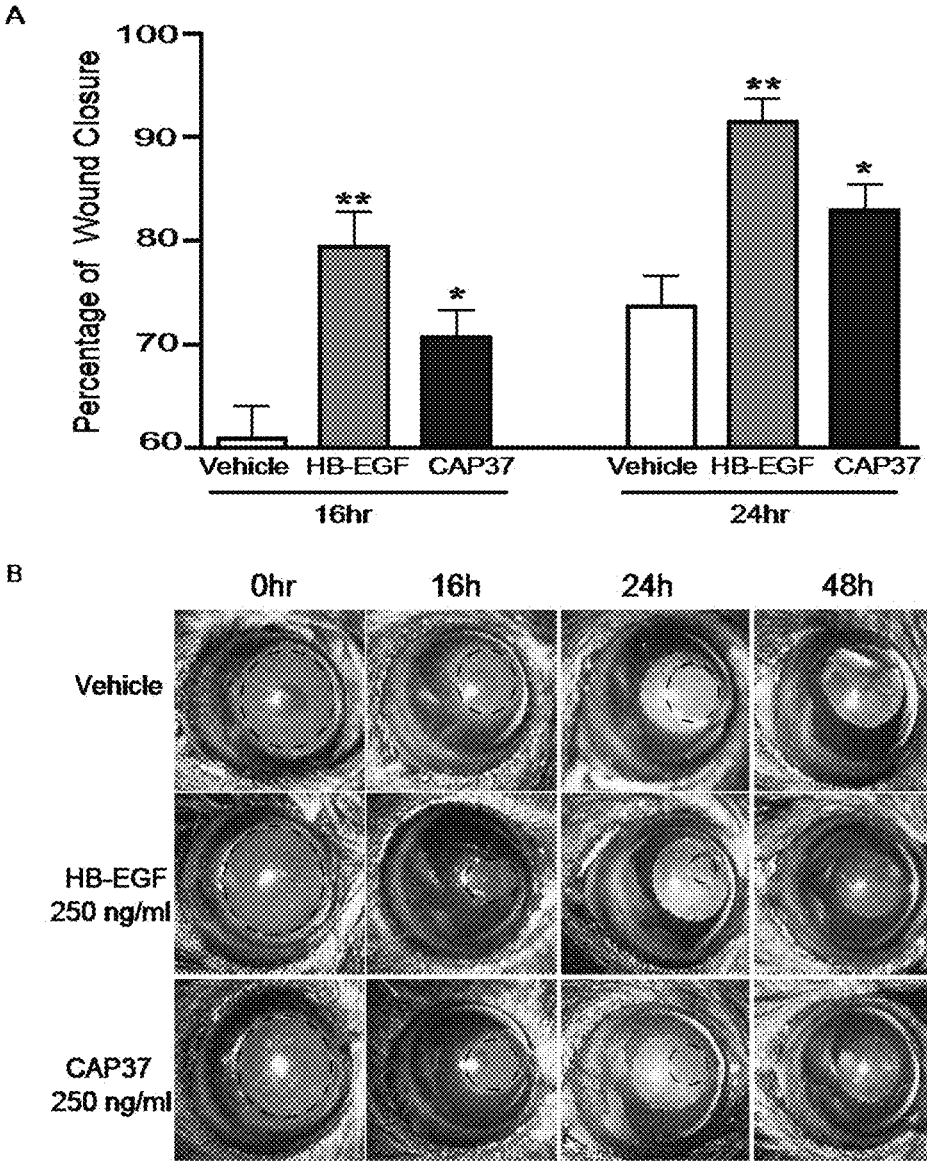 A
Percentage of Wound Closure
100
90
80
70
60
**
*
**
*
Vehicle HB-EGF CAP37 Vehicle HB-EGF CAP37
16hr 24hr
B
0hr 16h 24h 48h
Vehicle
HB-EGF
250 ng/ml
CAP37
250 ng/ml